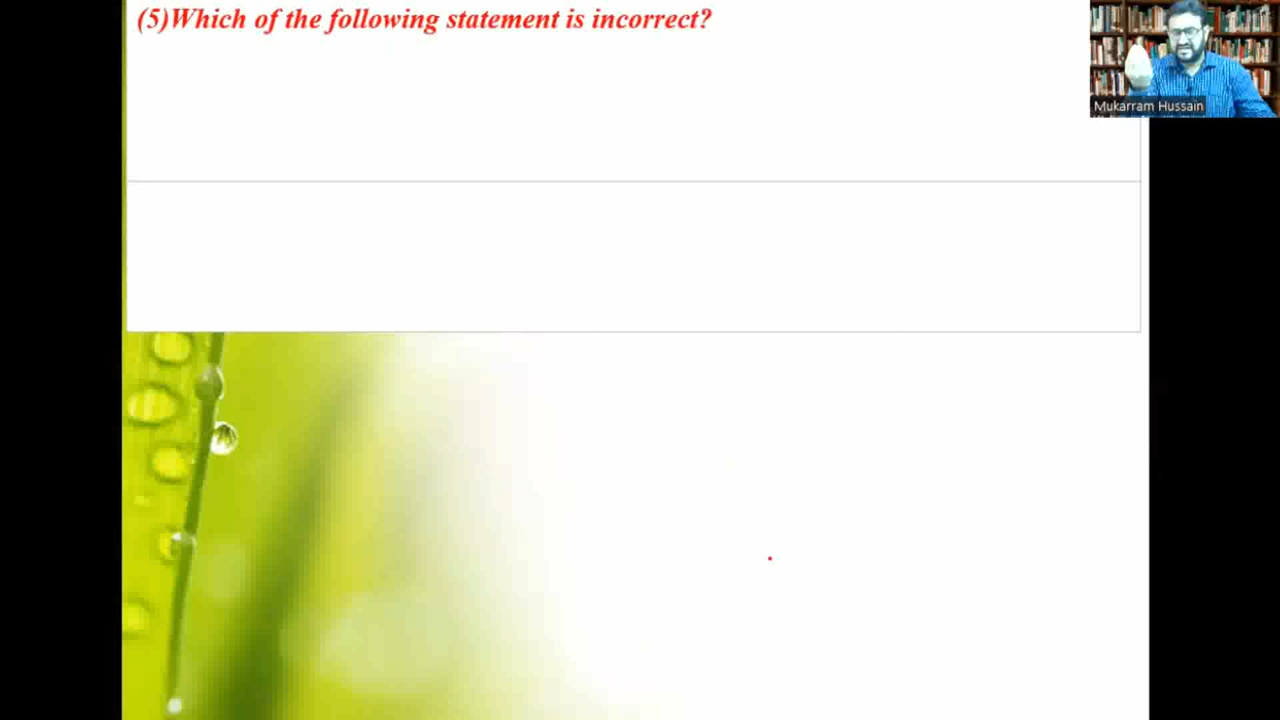 (5)Which of the following statement is incorrect?
Mukarram Hussain